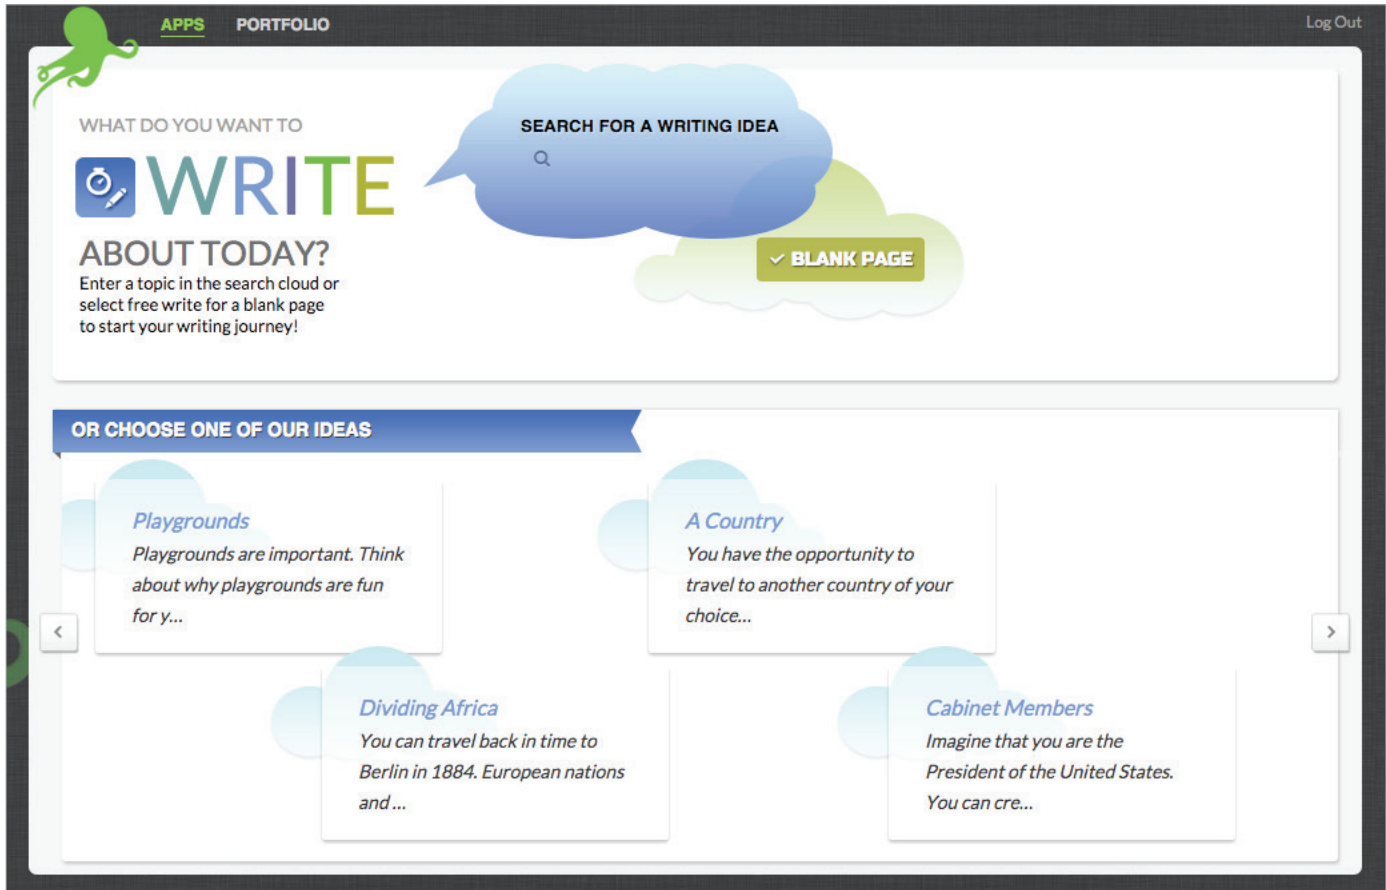 APPS PORTFOLIO Log Out
WHAT DO YOU WANT TO
WRITE
ABOUT TODAY?
Enter a topic in the search cloud or
select free write for a blank page
to start your writing journey!
SEARCH FOR A WRITING IDEA
BLANK PAGE
OR CHOOSE ONE OF OUR IDEAS
Playgrounds
Playgrounds are important. Think
about why playgrounds are fun
for y...
A Country
You have the opportunity to
travel to another country of your
choice...
Dividing Africa
You can travel back in time to
Berlin in 1884. European nations
and ...
Cabinet Members
Imagine that you are the
President of the United States.
You can cre...